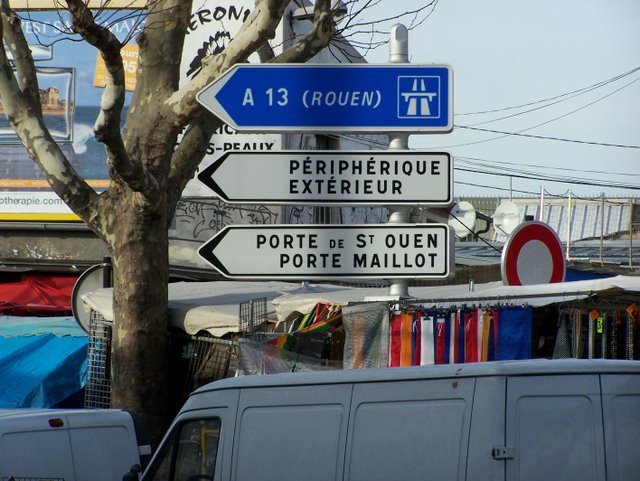 A 13 (ROUEN)
PÉRIPHÉRIQUE
EXTÉRIEUR
PORTE DE ST OUEN
PORTE MAILLOT